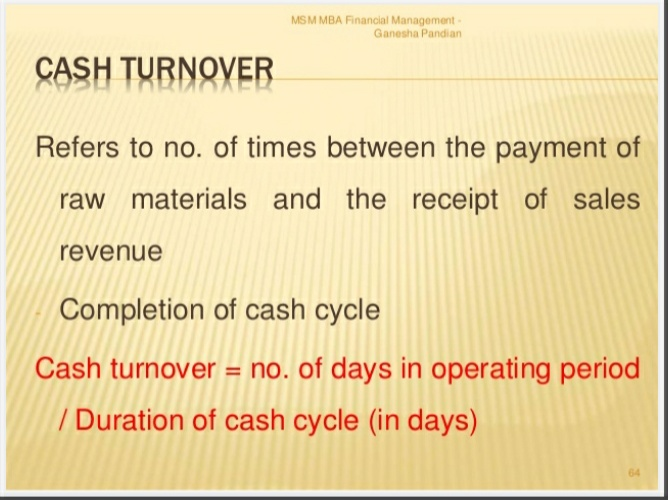 MSM MBA Financial Management -
Ganesha Pandian
CASH TURNOVER
Refers to no. of times between the payment of
raw materials and the receipt of sales
revenue
- Completion of cash cycle
Cash turnover = no. of days in operating period
/ Duration of cash cycle (in days)
64